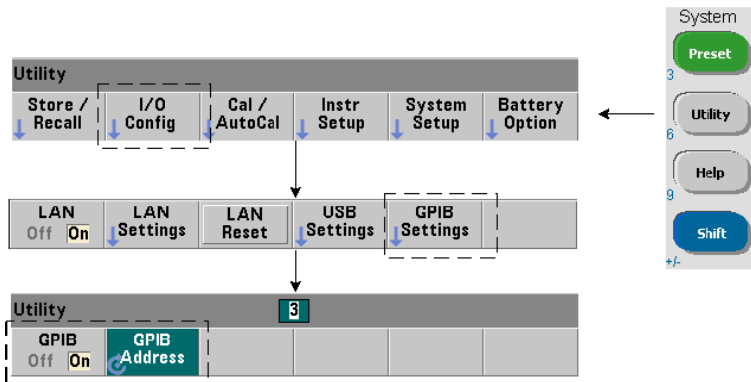 System
Preset
3
Utility
6
Help
9
Shift
+/-
Utility
Store / Recall
I/O Config
Cal / AutoCal
Instr Setup
System Setup
Battery Option
LAN Off On
LAN Settings
LAN Reset
USB Settings
GPIB Settings
Utility 3
GPIB Off On
GPIB Address